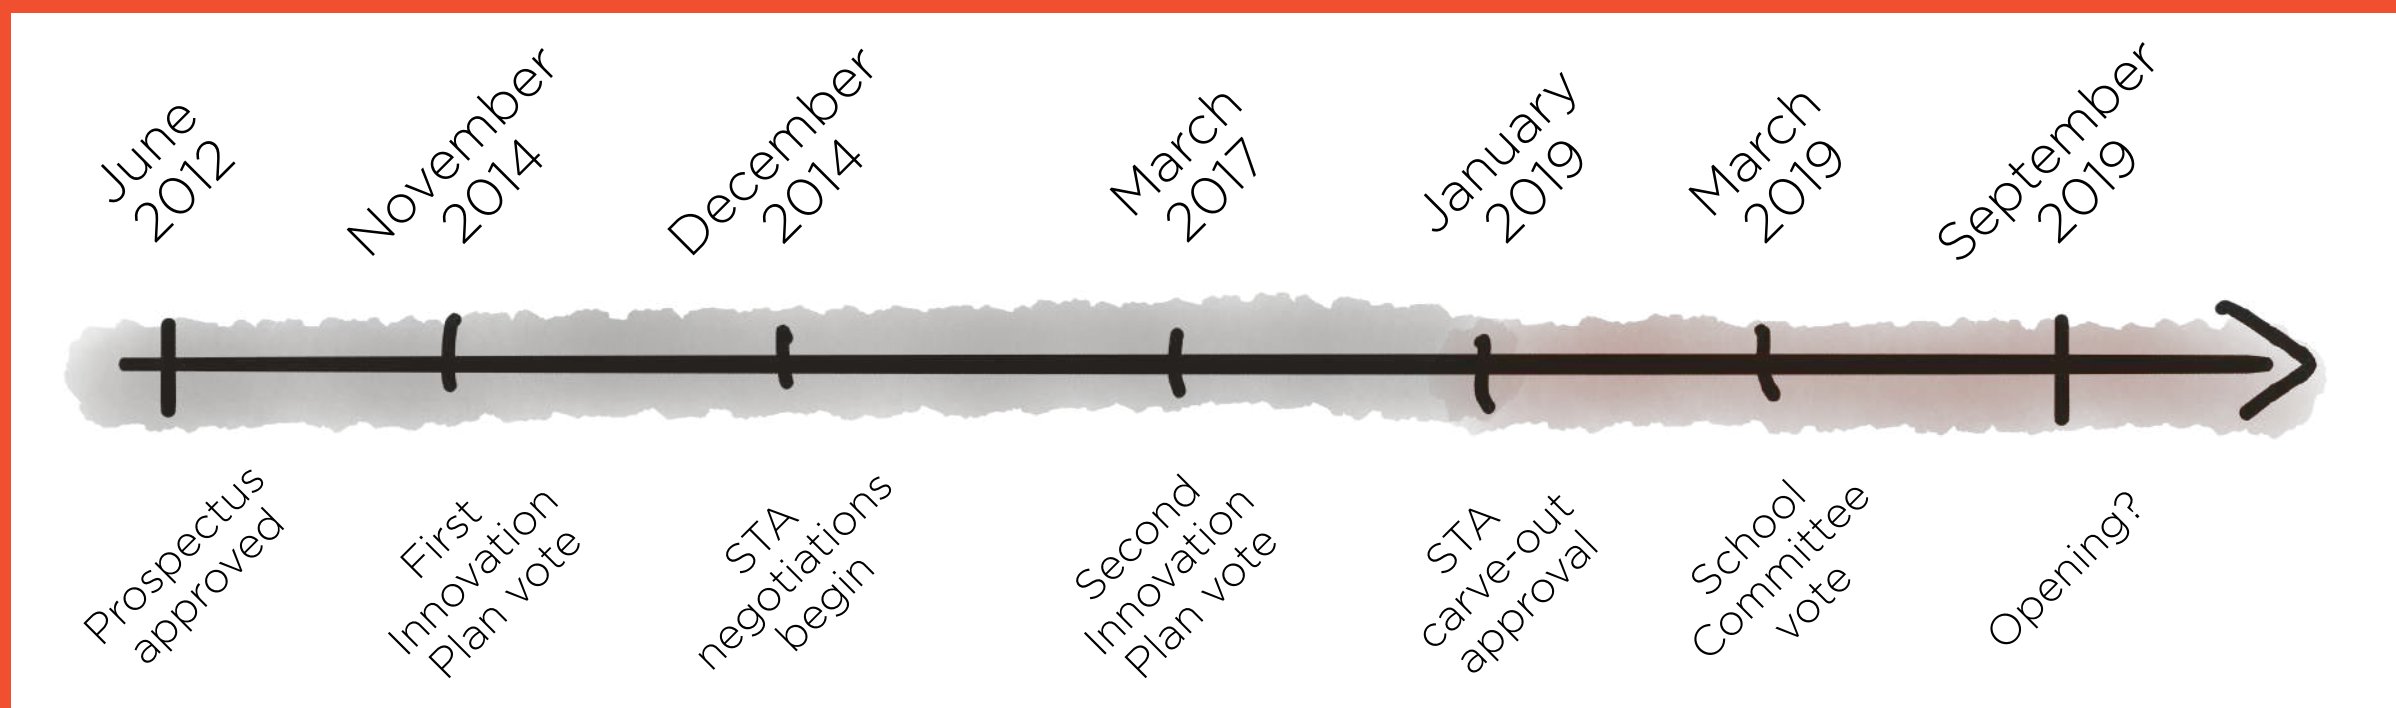 June
2012
November
2014
December
2014
March
2017
January
2019
March
2019
September
2019
Prospectus
approved
First
Innovation
Plan vote
STA
negotiations
begin
Second
Innovation
Plan vote
STA
carve-out
approval
School
Committee
vote
Opening?